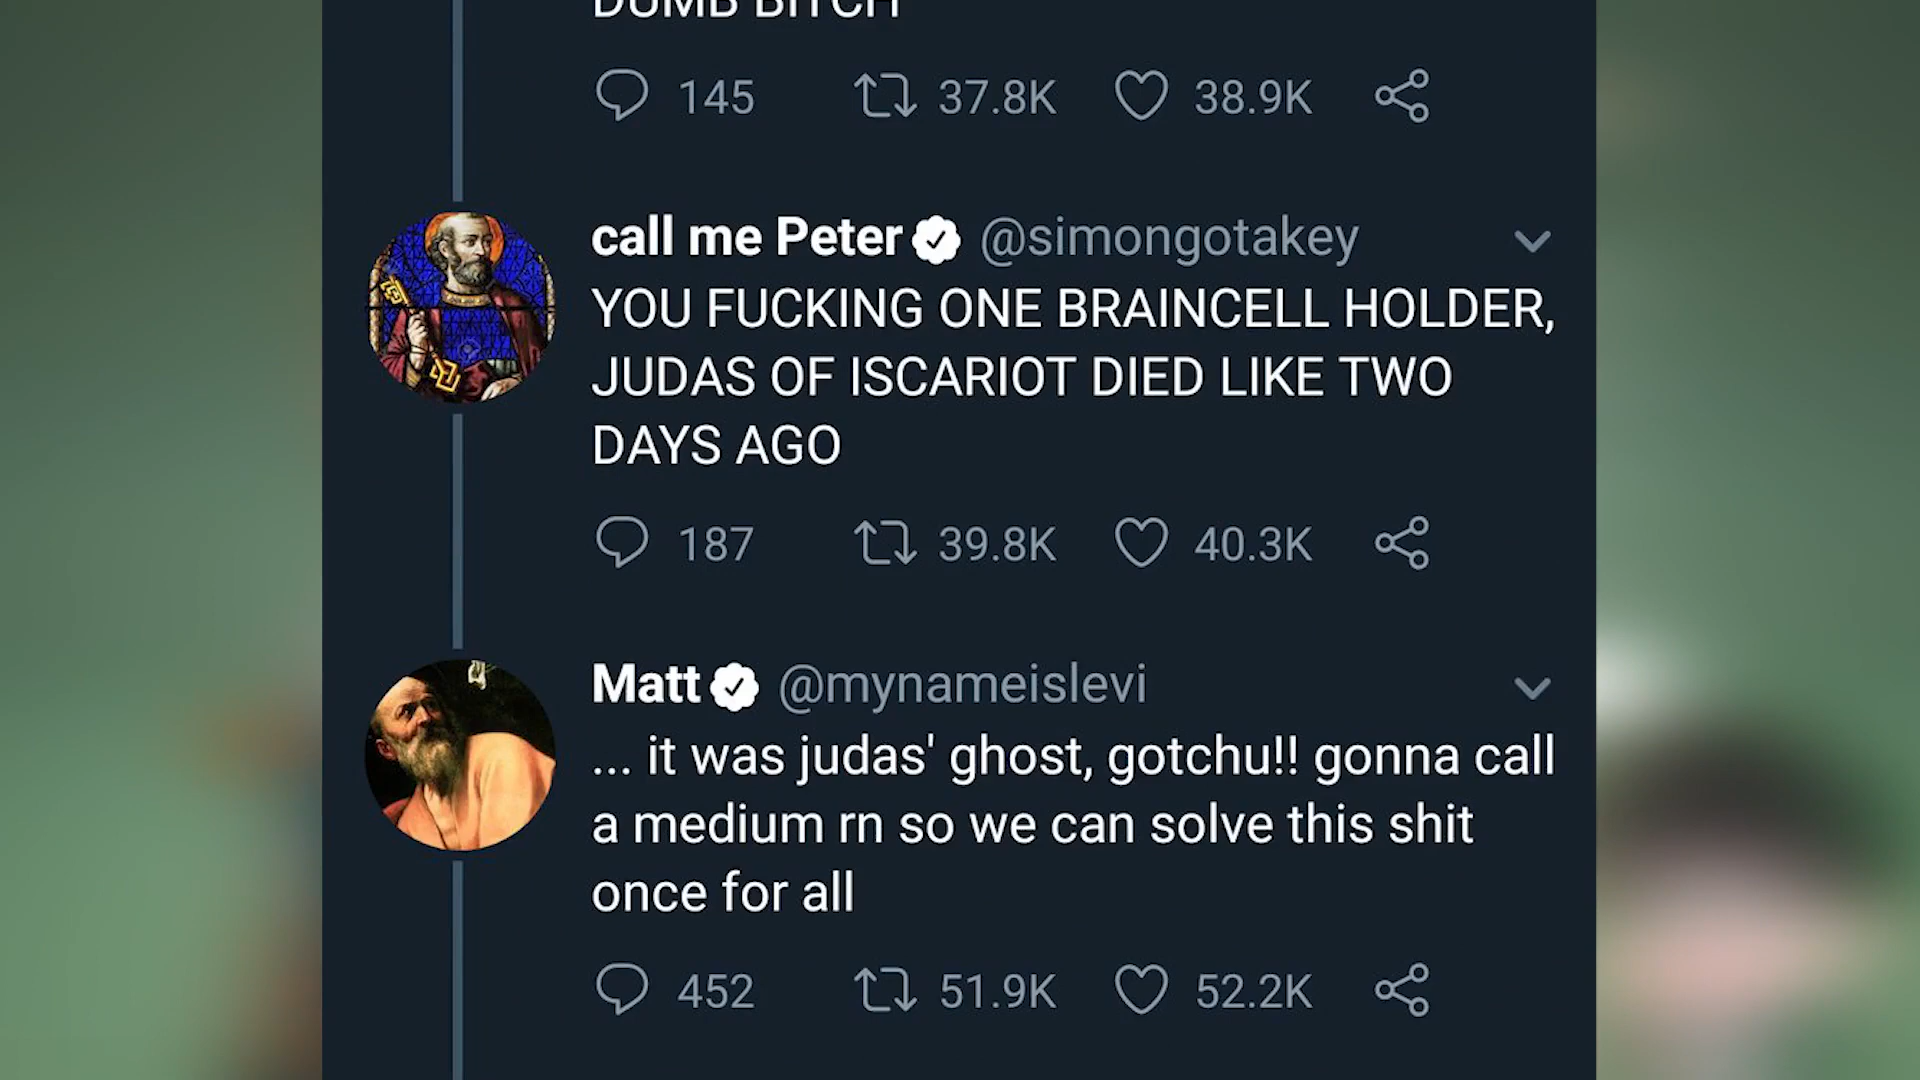 DUMB BITCH
145 37.8K 38.9K
call me Peter @simongotakey
YOU FUCKING ONE BRAINCELL HOLDER,
JUDAS OF ISCARIOT DIED LIKE TWO
DAYS AGO
187 39.8K 40.3K
Matt @mynameislevi
... it was judas' ghost, gotchu!! gonna call
a medium rn so we can solve this shit
once for all
452 51.9K 52.2K